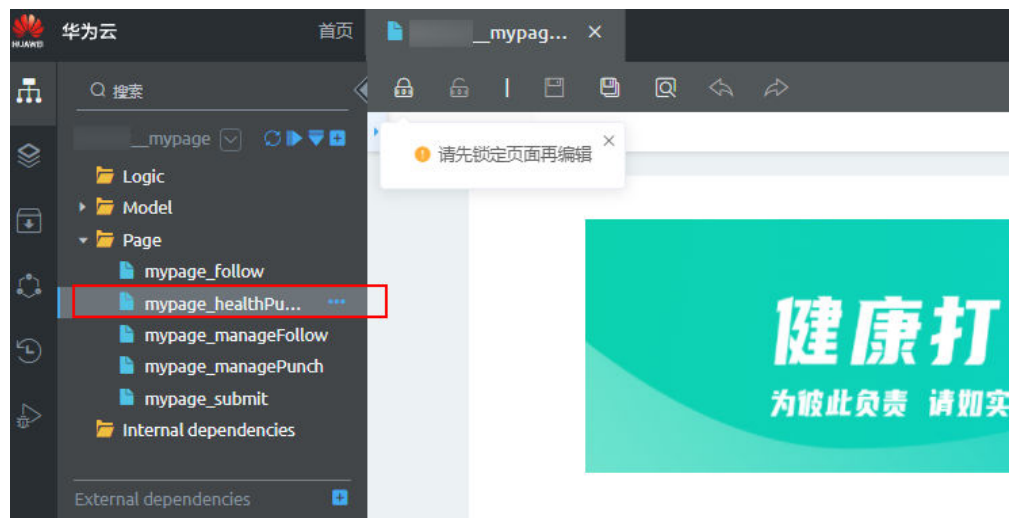 HUAWEI
华为云
首页
__mypag...
搜索
__mypage
Logic
Model
Page
mypage_follow
mypage_healthPu...
mypage_manageFollow
mypage_managePunch
mypage_submit
Internal dependencies
External dependencies
请先锁定页面再编辑
健康打
为彼此负责 请如实